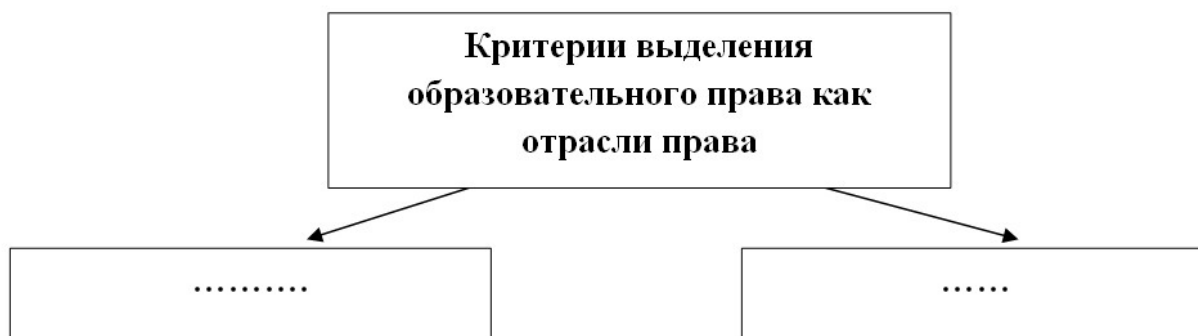 Критерии выделения
образовательного права как
отрасли права
……….
……